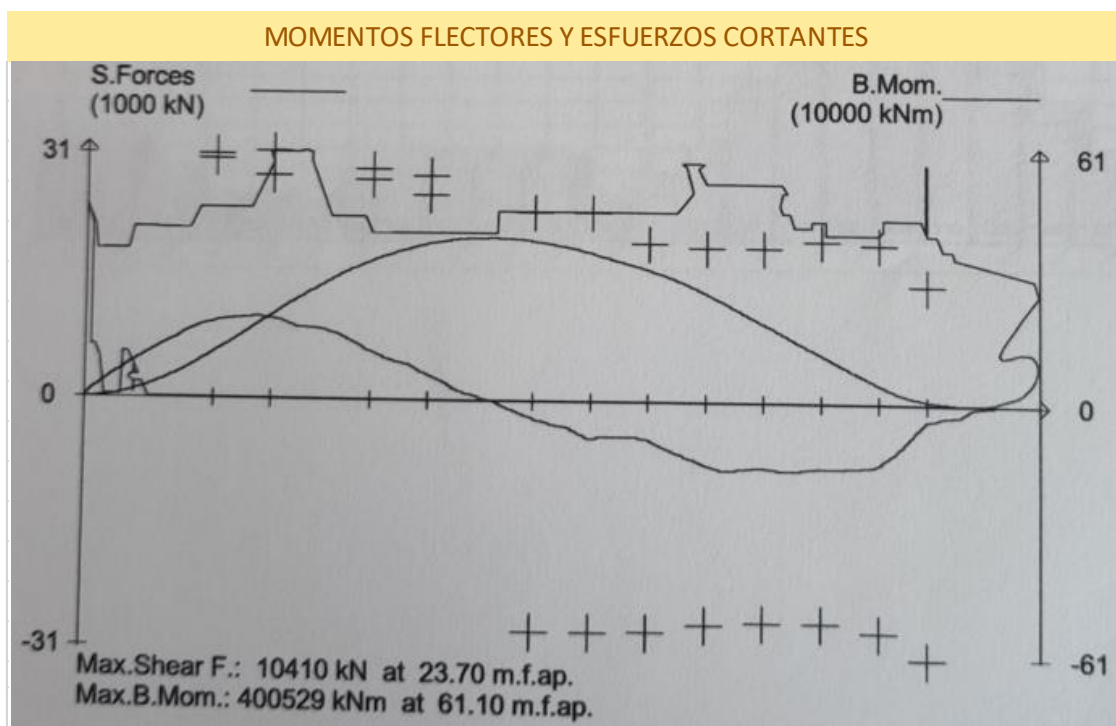 MOMENTOS FLECTORES Y ESFUERZOS CORTANTES
S.Forces
(1000 kN)
B.Mom.
(10000 kNm)
31
61
0
0
-31
-61
Max.Shear F.: 10410 kN at 23.70 m.f.ap.
Max.B.Mom.: 400529 kNm at 61.10 m.f.ap.